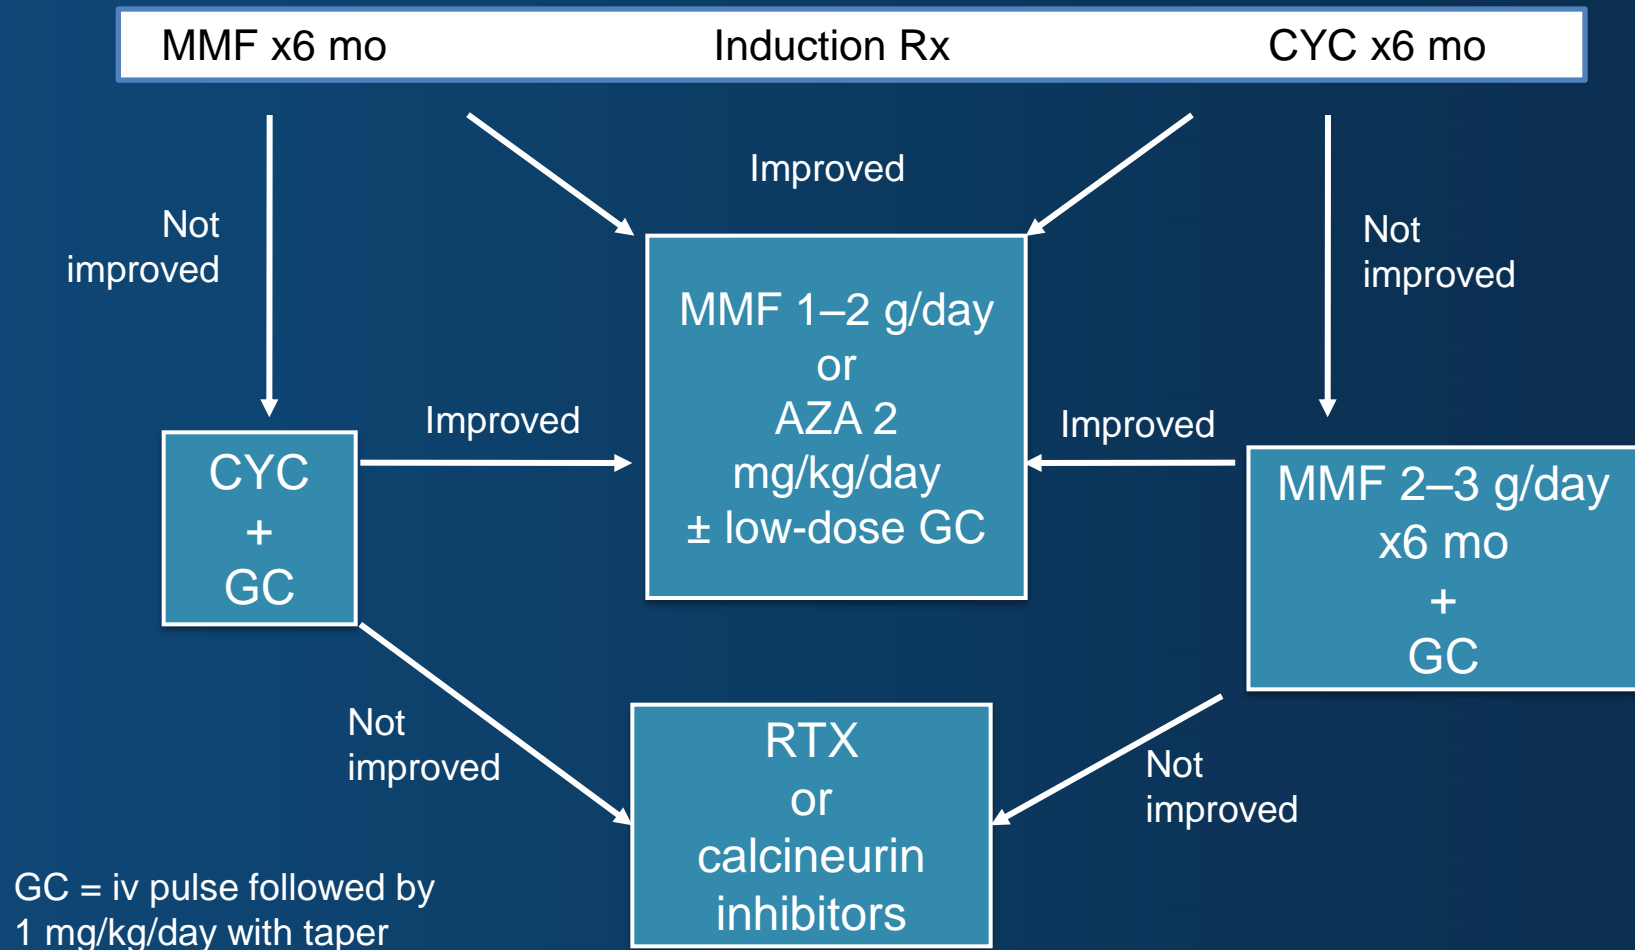 MMF x6 mo
Induction Rx
CYC x6 mo
Improved
Not
improved
Not
improved
MMF 1–2 g/day
or
AZA 2
mg/kg/day
± low-dose GC
Improved
Improved
CYC
+
GC
MMF 2–3 g/day
x6 mo
+
GC
Not
improved
RTX
or
calcineurin
inhibitors
Not
improved
GC = iv pulse followed by
1 mg/kg/day with taper